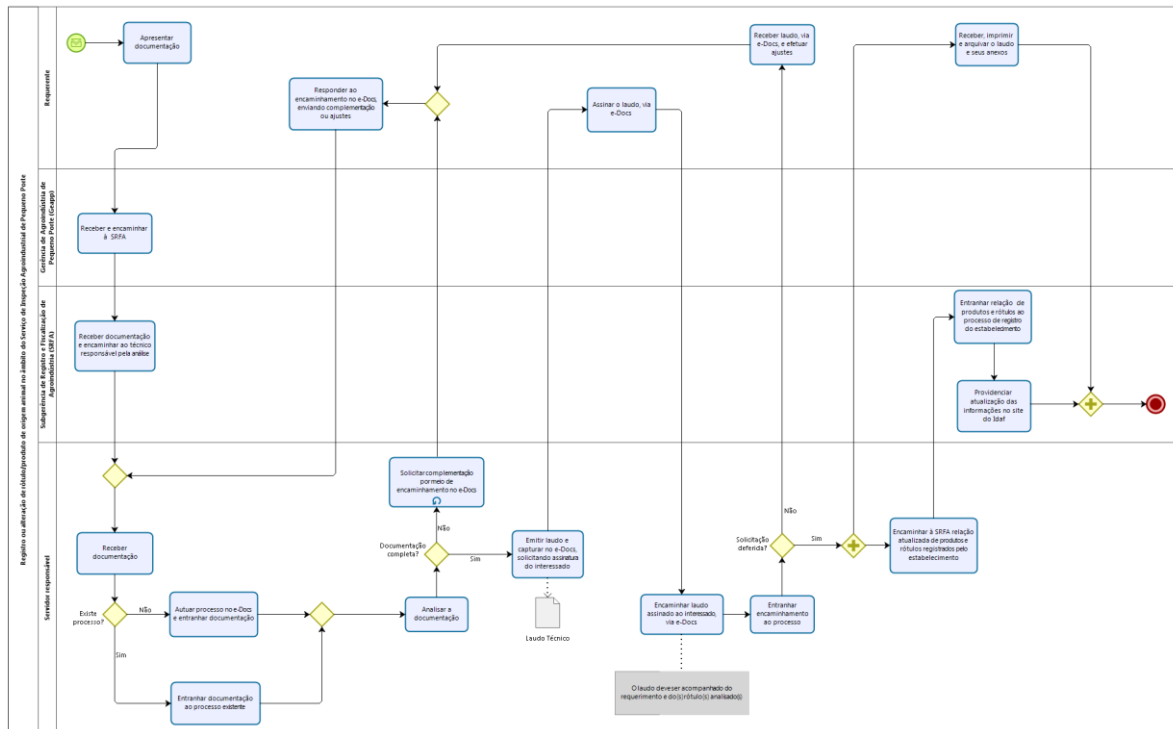 Registro ou alteração de rótulo/produto de origem animal no âmbito do Serviço de Inspeção Agroindustrial de Pequeno Porte
Requerente
Apresentar
documentação
Responder ao
encaminhamento no e-Docs,
enviando complementação
ou ajustes
Assinar o laudo, via
e-Docs
Receber laudo, via
e-Docs, e efetuar
ajustes
Receber, imprimir
e arquivar o laudo
e seus anexos
Gerência de Agroindústria de
Pequeno Porte (Geapp)
Receber e encaminhar
à SRFA
Subgerência de Registro e Fiscalização de
Agroindústria (SRFA)
Receber documentação
e encaminhar ao técnico
responsável pela análise
Entranhar relação de
produtos e rótulos ao
processo de registro
do estabelecimento
Providenciar
atualização das
informações no site
do Idaf
Servidor responsável
Receber
documentação
Existe
processo?
Não
Sim
Autuar processo no e-Docs
e entranhar documentação
Entranhar documentação
ao processo existente
Analisar a
documentação
Documentação
completa?
Não
Sim
Solicitar complementação
por meio de
encaminhamento no e-Docs
Emitir laudo e
capturar no e-Docs,
solicitando assinatura
do interessado
Laudo Técnico
Encaminhar laudo
assinado ao interessado,
via e-Docs
O laudo deve ser acompanhado do
requerimento e do(s) rótulo(s) analisado(s)
Entranhar
encaminhamento
ao processo
Solicitação
deferida?
Não
Sim
Encaminhar à SRFA relação
atualizada de produtos e
rótulos registrados pelo
estabelecimento